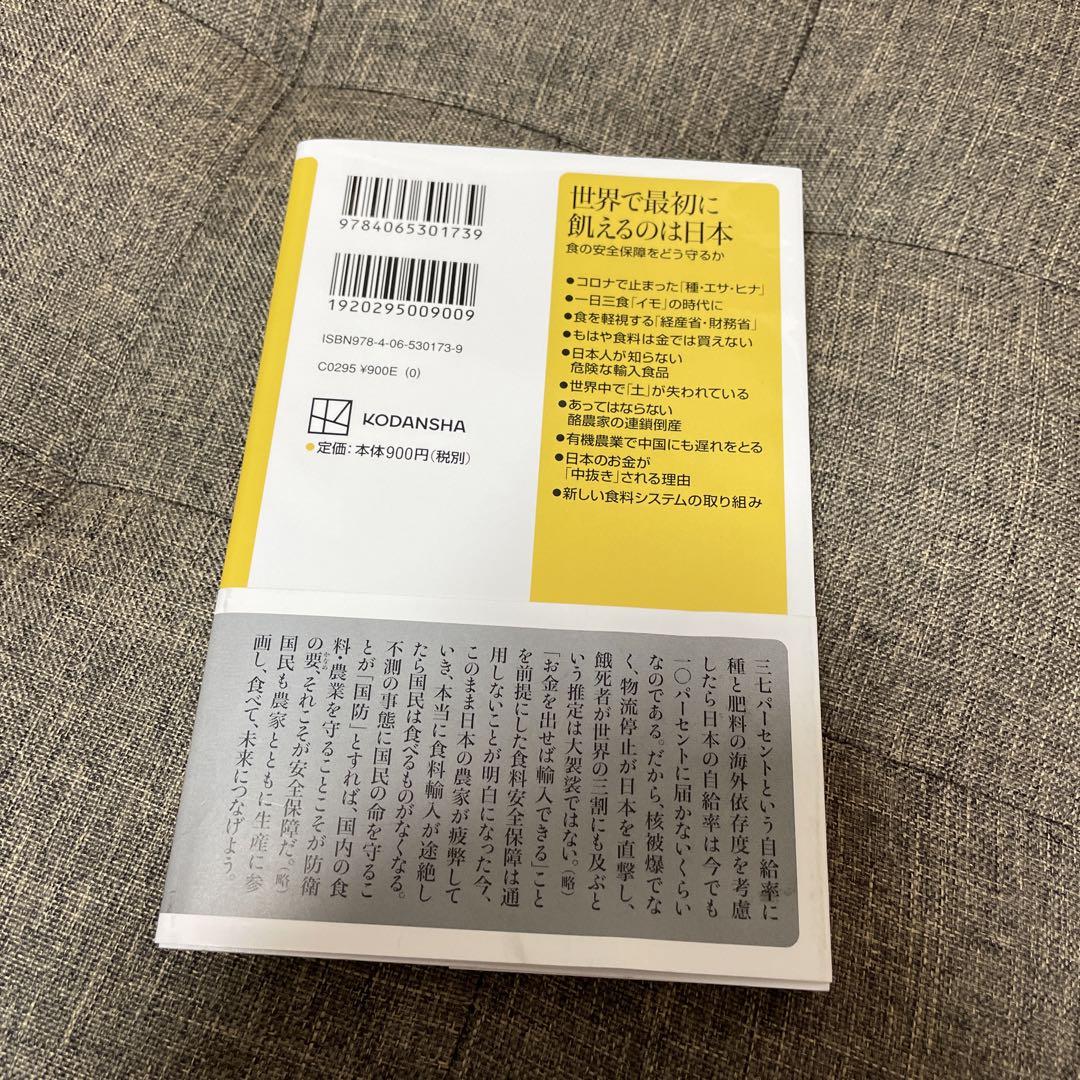 9784065301739
1920295009009
ISBN978-4-06-530173-9
C0295 ¥900E (0)
KODANSHA
●定価:本体900円(税別)
世界で最初に
飢えるのは日本
食の安全保障をどう守るか
●コロナで止まった「種・エサ・ヒナ」
●一日三食「イモ」の時代に
●食を軽視する「経産省・財務省」
●もはや食料は金では買えない
●日本人が知らない
危険な輸入食品
●世界中で「土」が失われている
●あってはならない
酪農家の連鎖倒産
●有機農業で中国にも遅れをとる
●日本のお金が
「中抜き」される理由
●新しい食料システムの取り組み
三七パーセントという自給率に
種と肥料の海外依存度を考慮
したら日本の自給率は今でも
一〇パーセントに届かないくらい
なのである。だから、核被爆でな
く、物流停止が日本を直撃し、
餓死者が世界の三割にも及ぶと
いう推定は大袈裟ではない。(略)
「お金を出せば輸入できる」こと
を前提にした食料安全保障は通
用しないことが明白になった今、
このまま日本の農家が疲弊して
いき、本当に食料輸入が途絶し
たら国民は食べるものがなくなる。
不測の事態に国民の命を守るこ
とが「国防」とすれば、国内の食
料・農業を守ることこそが防衛
の要、それこそが安全保障だ。(略)
かなめ
国民も農家とともに生産に参
画し、食べて、未来につなげよう。